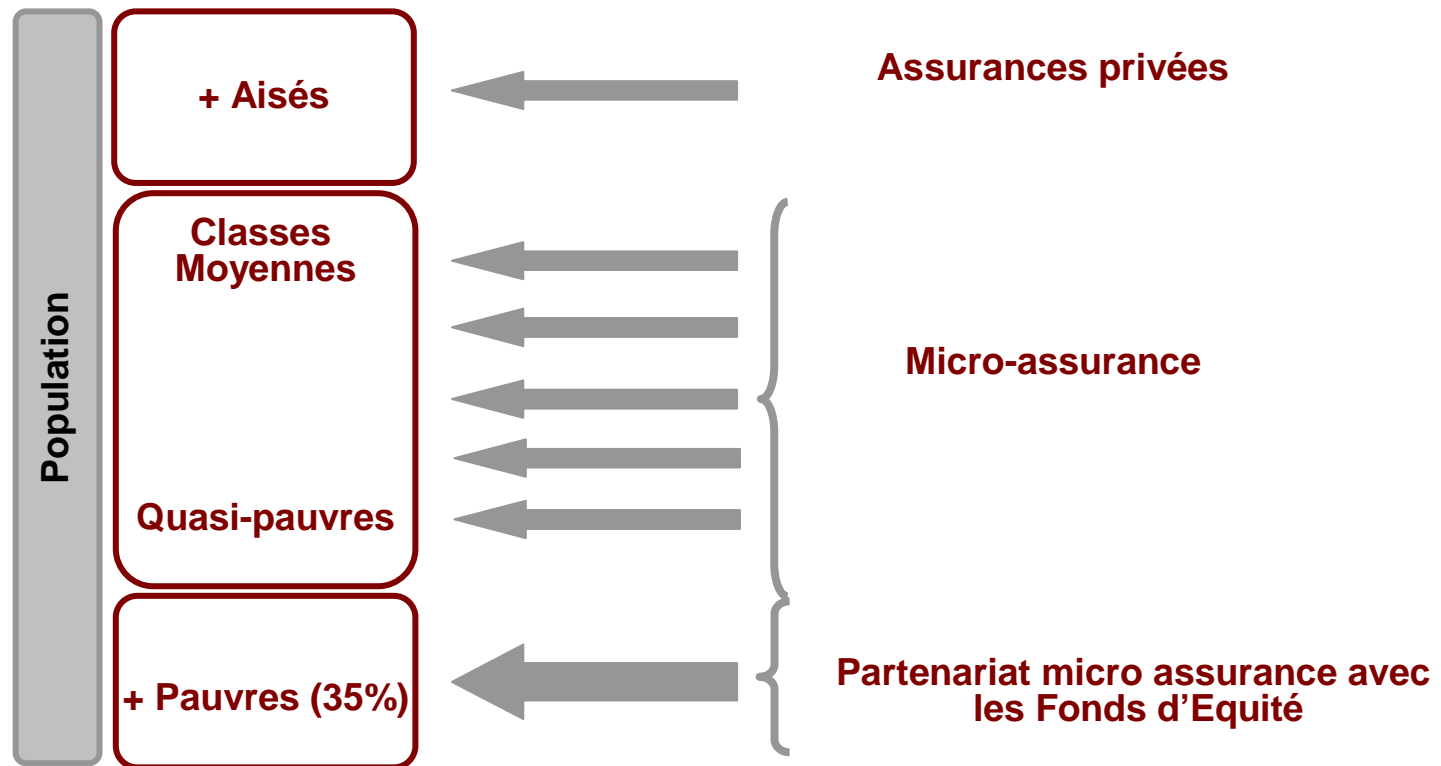 Population
+ Aisés
Assurances privées
Classes
Moyennes
Micro-assurance
Quasi-pauvres
+ Pauvres (35%)
Partenariat micro assurance avec
les Fonds d’Equité